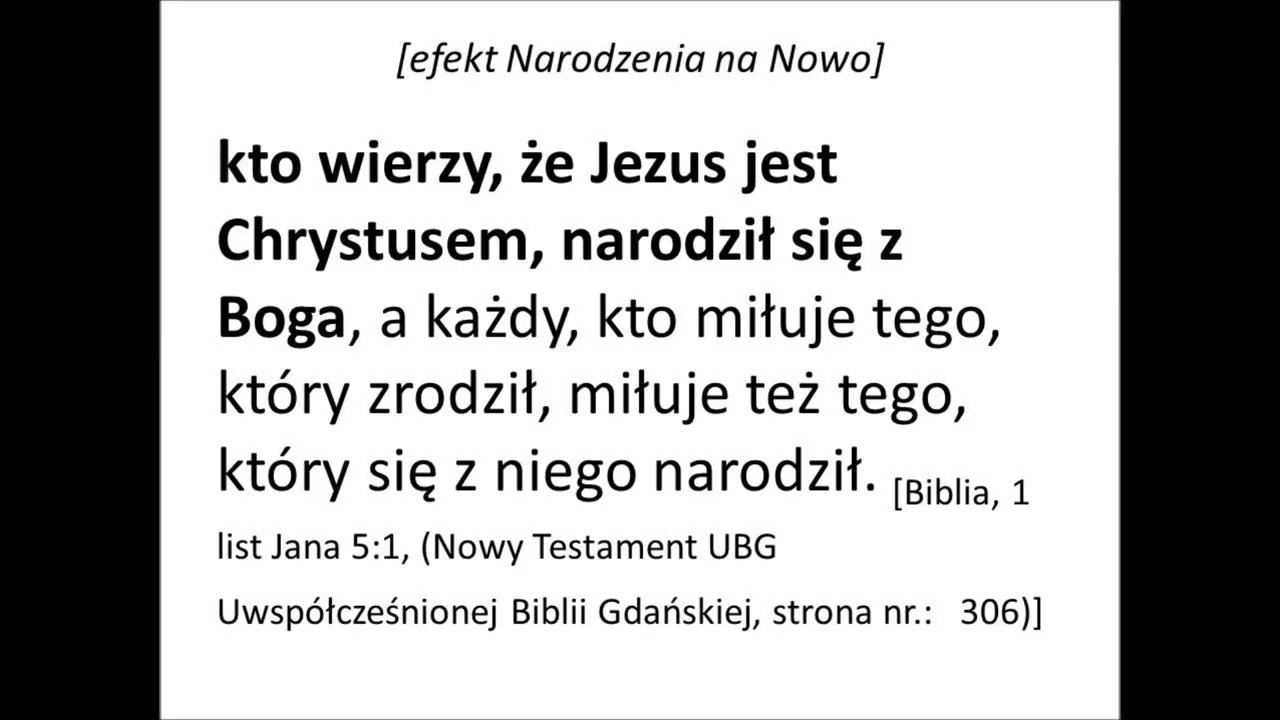 [efekt Narodzenia na Nowo]
kto wierzy, że Jezus jest
Chrystusem, narodził się z
Boga, a każdy, kto miłuje tego,
który zrodził, miłuje też tego,
który się z niego narodził. [Biblia, 1
list Jana 5:1, (Nowy Testament UBG
Uwspółcześnionej Biblii Gdańskiej, strona nr.: 306)]